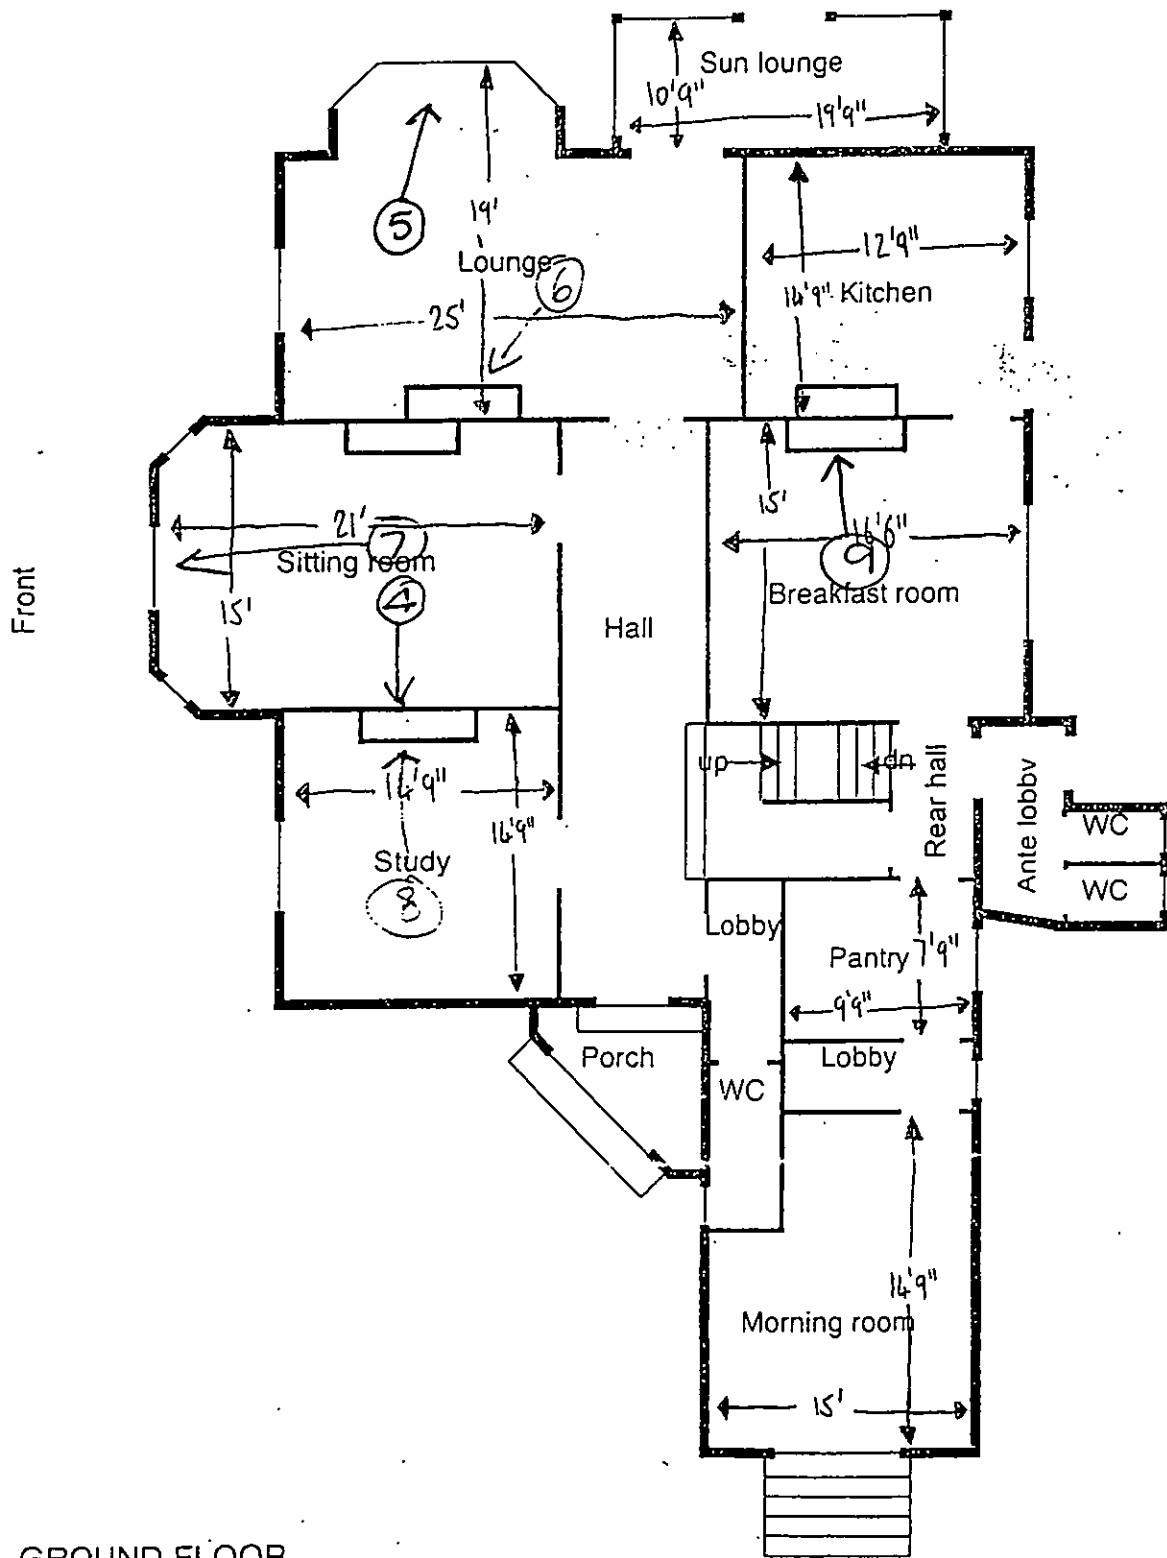 Sun lounge
10'9"
19'9"
5
19'
Lounge
6
25'
12'9"
14'9" Kitchen
15'
21'
7
Sitting room
4
15'
Front
9
Breakfast room
Hall
up
dn
Rear hall
Ante lobby
WC
WC
14'9"
14'9"
Study
8
Lobby
Pantry 7'9"
9'9"
Porch
Lobby
WC
14'9"
Morning room
15'
GROUND FLOOR